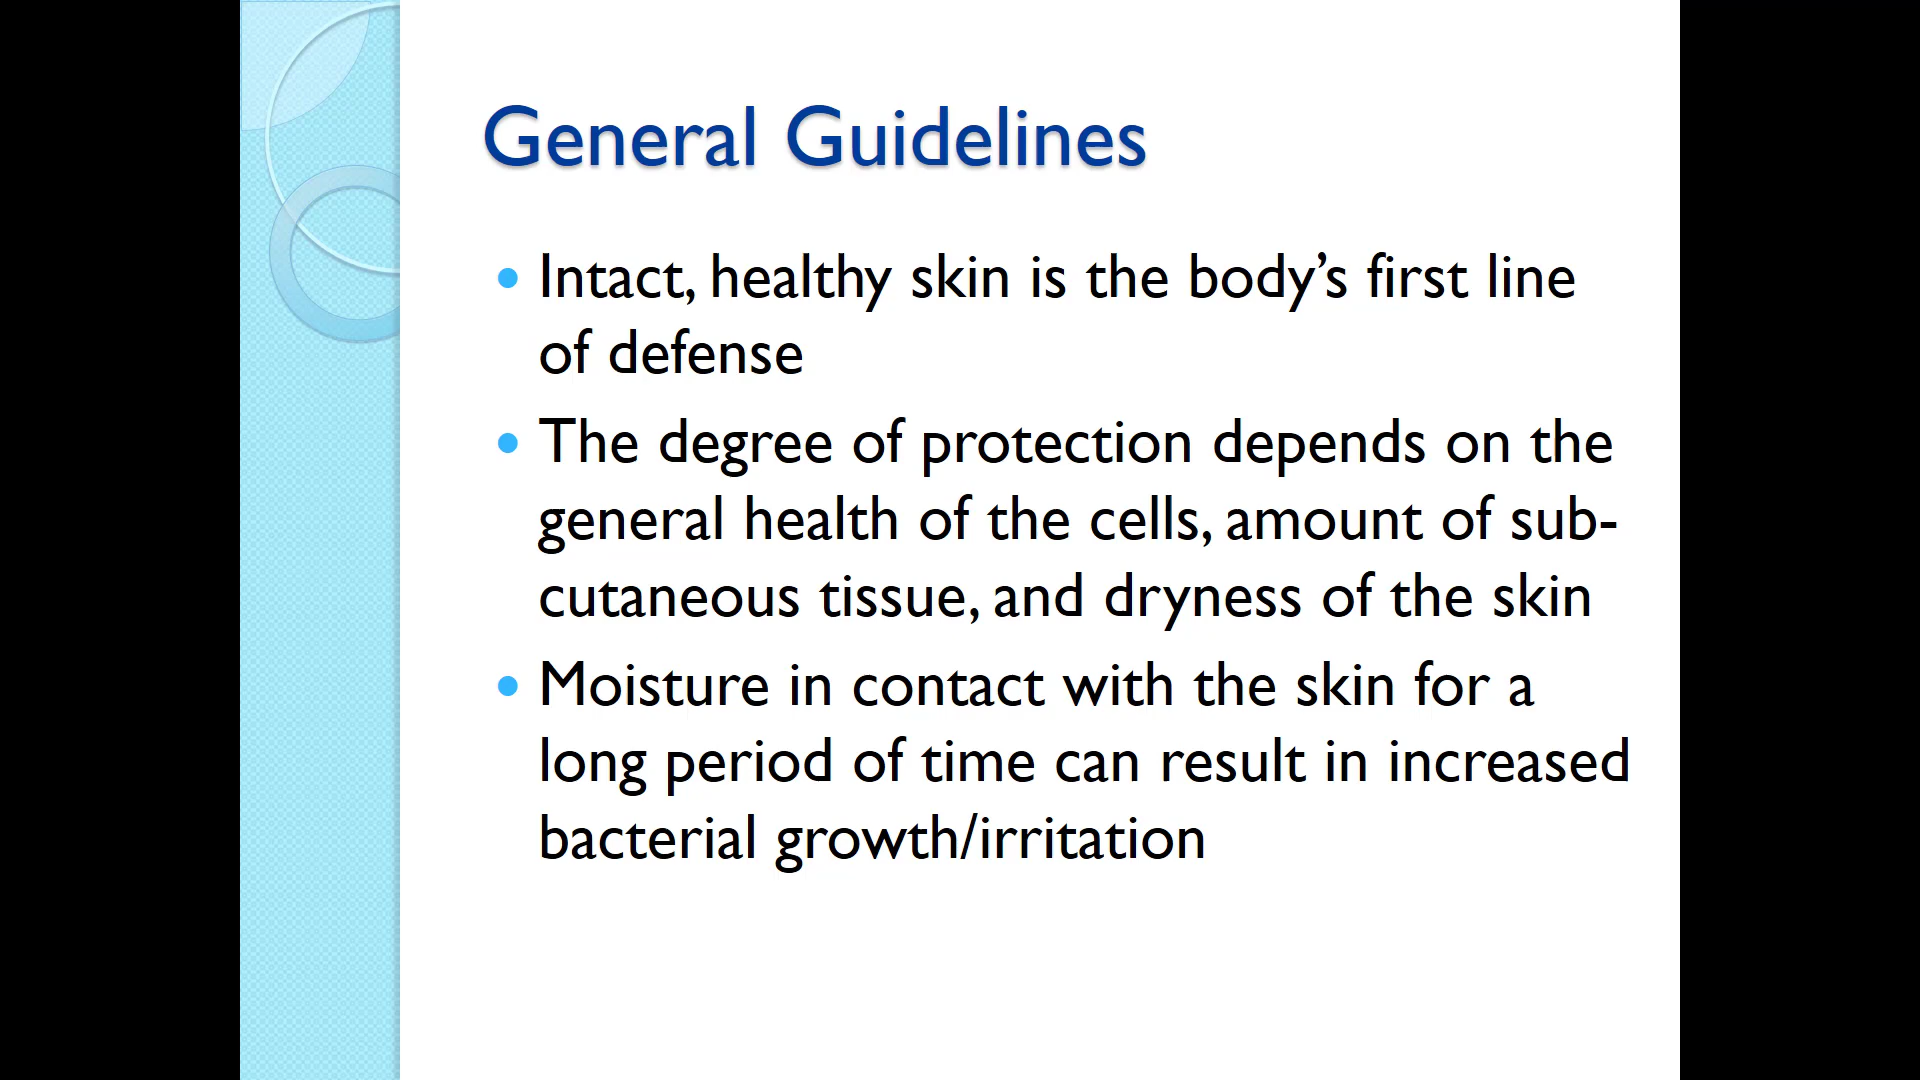 General Guidelines
• Intact, healthy skin is the body’s first line
of defense
• The degree of protection depends on the
general health of the cells, amount of sub-
cutaneous tissue, and dryness of the skin
• Moisture in contact with the skin for a
long period of time can result in increased
bacterial growth/irritation